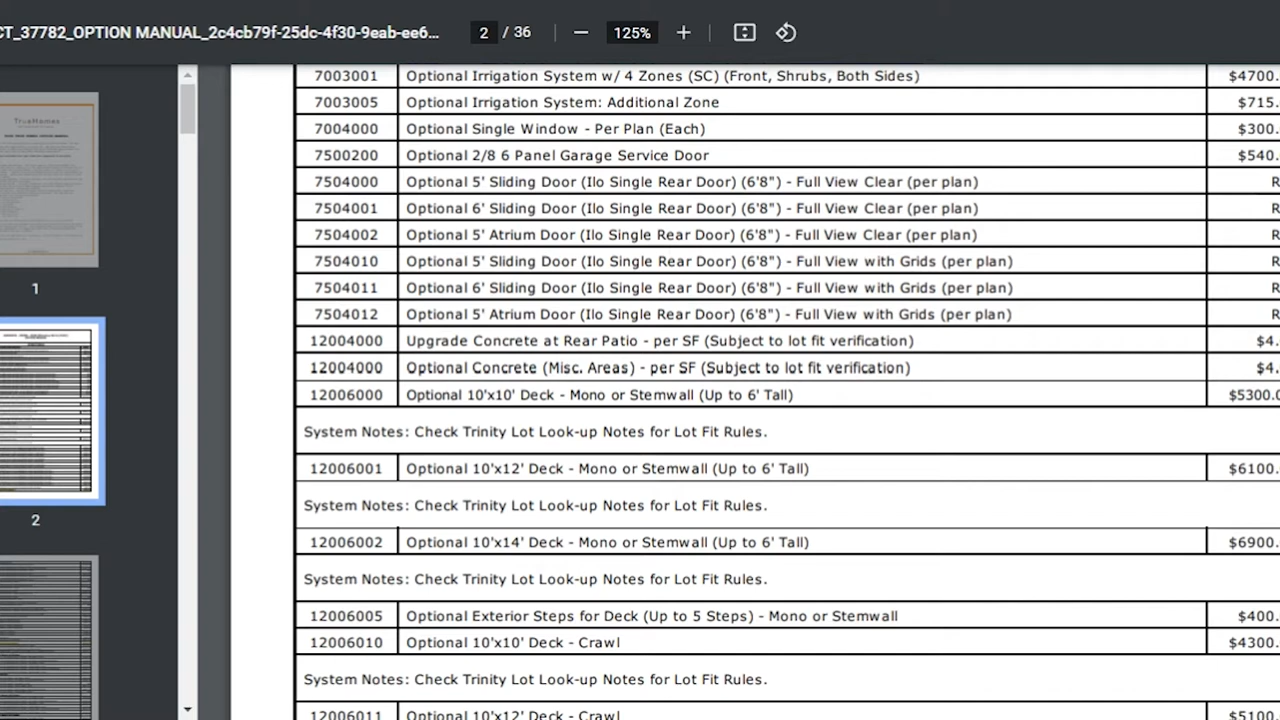 CT_37782_OPTION MANUAL_2c4cb79f-25dc-4f30-9eab-ee6... 2 / 36 125%
7003001 Optional Irrigation System w/ 4 Zones (SC) (Front, Shrubs, Both Sides) $4700.
7003005 Optional Irrigation System: Additional Zone $715.
7004000 Optional Single Window - Per Plan (Each) $300.
7500200 Optional 2/8 6 Panel Garage Service Door $540.
7504000 Optional 5' Sliding Door (Ilo Single Rear Door) (6'8") - Full View Clear (per plan) R
7504001 Optional 6' Sliding Door (Ilo Single Rear Door) (6'8") - Full View Clear (per plan) R
7504002 Optional 5' Atrium Door (Ilo Single Rear Door) (6'8") - Full View Clear (per plan) R
7504010 Optional 5' Sliding Door (Ilo Single Rear Door) (6'8") - Full View with Grids (per plan) R
7504011 Optional 6' Sliding Door (Ilo Single Rear Door) (6'8") - Full View with Grids (per plan) R
7504012 Optional 5' Atrium Door (Ilo Single Rear Door) (6'8") - Full View with Grids (per plan) R
12004000 Upgrade Concrete at Rear Patio - per SF (Subject to lot fit verification) $4.
12004000 Optional Concrete (Misc. Areas) - per SF (Subject to lot fit verification) $4.
12006000 Optional 10'x10' Deck - Mono or Stemwall (Up to 6' Tall) $5300.0
System Notes: Check Trinity Lot Look-up Notes for Lot Fit Rules.
12006001 Optional 10'x12' Deck - Mono or Stemwall (Up to 6' Tall) $6100.
System Notes: Check Trinity Lot Look-up Notes for Lot Fit Rules.
12006002 Optional 10'x14' Deck - Mono or Stemwall (Up to 6' Tall) $6900.
System Notes: Check Trinity Lot Look-up Notes for Lot Fit Rules.
12006005 Optional Exterior Steps for Deck (Up to 5 Steps) - Mono or Stemwall $400.
12006010 Optional 10'x10' Deck - Crawl $4300.
System Notes: Check Trinity Lot Look-up Notes for Lot Fit Rules.
12006011 Optional 10'x12' Deck - Crawl $5100.
TrueHomes
1
2